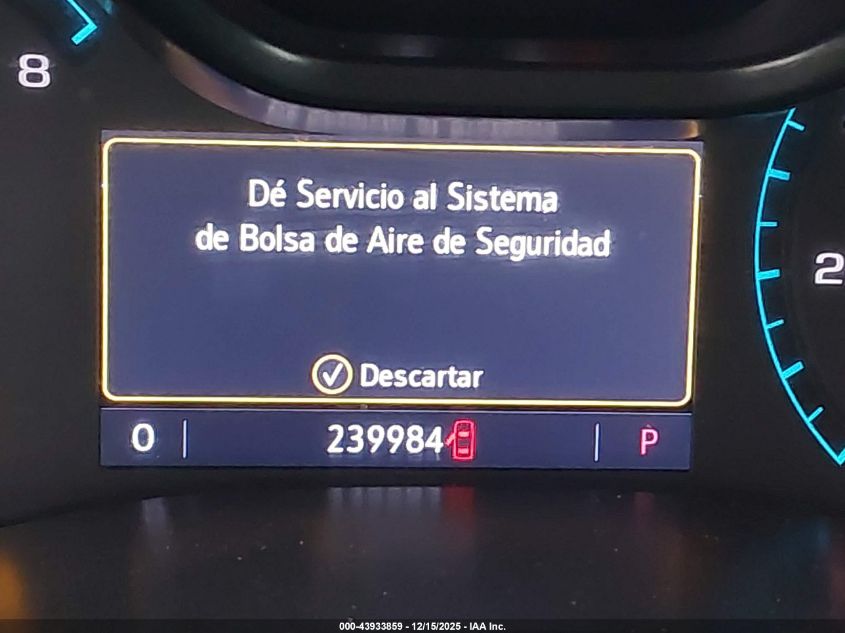 8
Dé Servicio al Sistema
de Bolsa de Aire de Seguridad
2
Descartar
0 239984 P
000-43933859 - 12/15/2025 - IAA Inc.